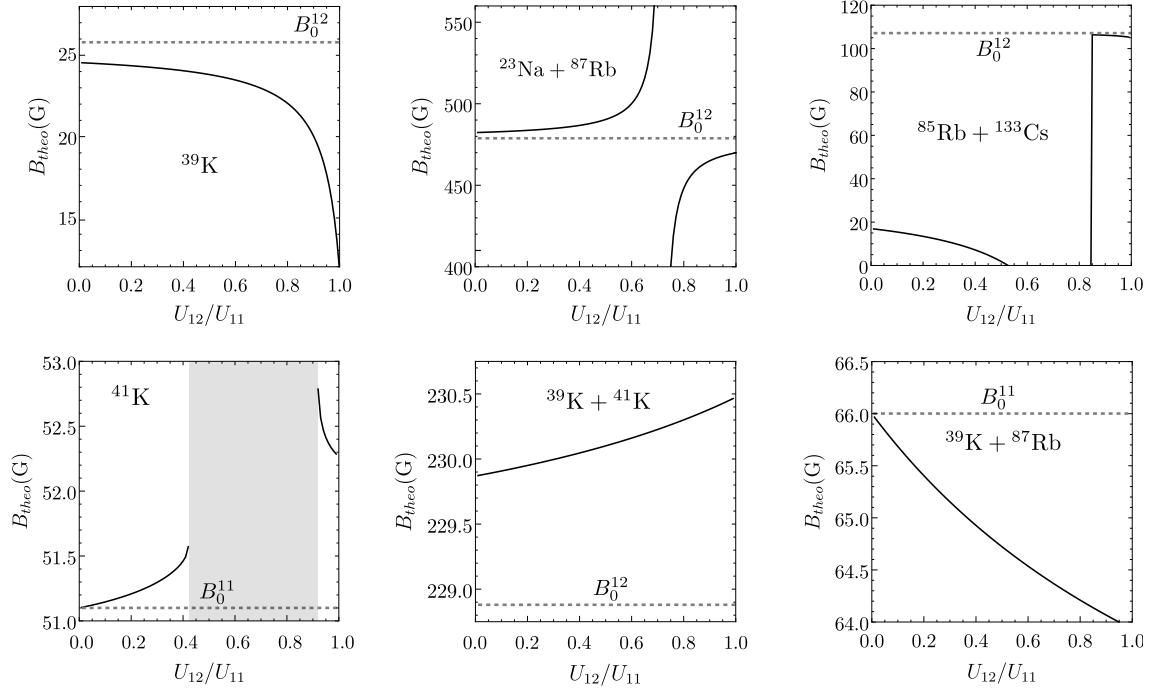 25
20
15
0.0 0.2 0.4 0.6 0.8 1.0
B_{theo}(G)
U_{12}/U_{11}
B_0^{12}
^{39}K
550
500
450
400
0.0 0.2 0.4 0.6 0.8 1.0
B_{theo}(G)
U_{12}/U_{11}
^{23}Na + ^{87}Rb
B_0^{12}
120
100
80
60
40
20
0
0.0 0.2 0.4 0.6 0.8 1.0
B_{theo}(G)
U_{12}/U_{11}
B_0^{12}
^{85}Rb + ^{133}Cs
53.0
52.5
52.0
51.5
51.0
0.0 0.2 0.4 0.6 0.8 1.0
B_{theo}(G)
U_{12}/U_{11}
^{41}K
B_0^{11}
230.5
230.0
229.5
229.0
0.0 0.2 0.4 0.6 0.8 1.0
B_{theo}(G)
U_{12}/U_{11}
^{39}K + ^{41}K
B_0^{12}
66.5
66.0
65.5
65.0
64.5
64.0
0.0 0.2 0.4 0.6 0.8 1.0
B_{theo}(G)
U_{12}/U_{11}
B_0^{11}
^{39}K + ^{87}Rb